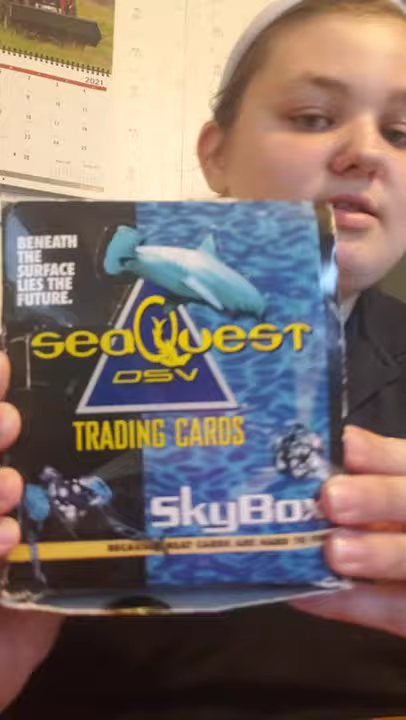 2021
BENEATH
THE
SURFACE
LIES THE
FUTURE.
seaQuest
DSV
TRADING CARDS
SkyBox